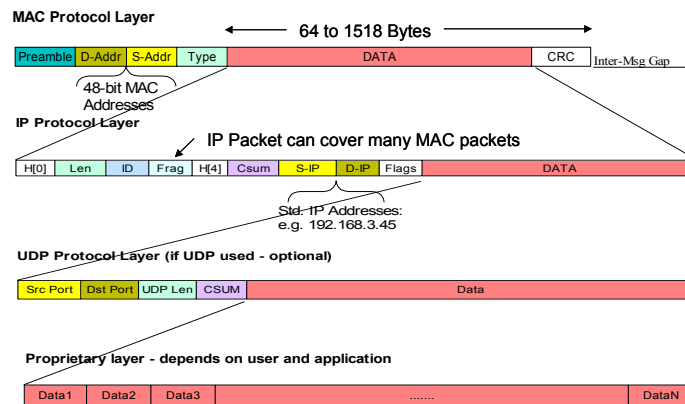 MAC Protocol Layer
64 to 1518 Bytes
Preamble D-Addr S-Addr Type DATA CRC Inter-Msg Gap
48-bit MAC
Addresses
IP Protocol Layer
IP Packet can cover many MAC packets
H[0] Len ID Frag H[4] Csum S-IP D-IP Flags DATA
Std. IP Addresses:
e.g. 192.168.3.45
UDP Protocol Layer (if UDP used - optional)
Src Port Dst Port UDP Len CSUM Data
Proprietary layer - depends on user and application
Data1 Data2 Data3 ....... DataN